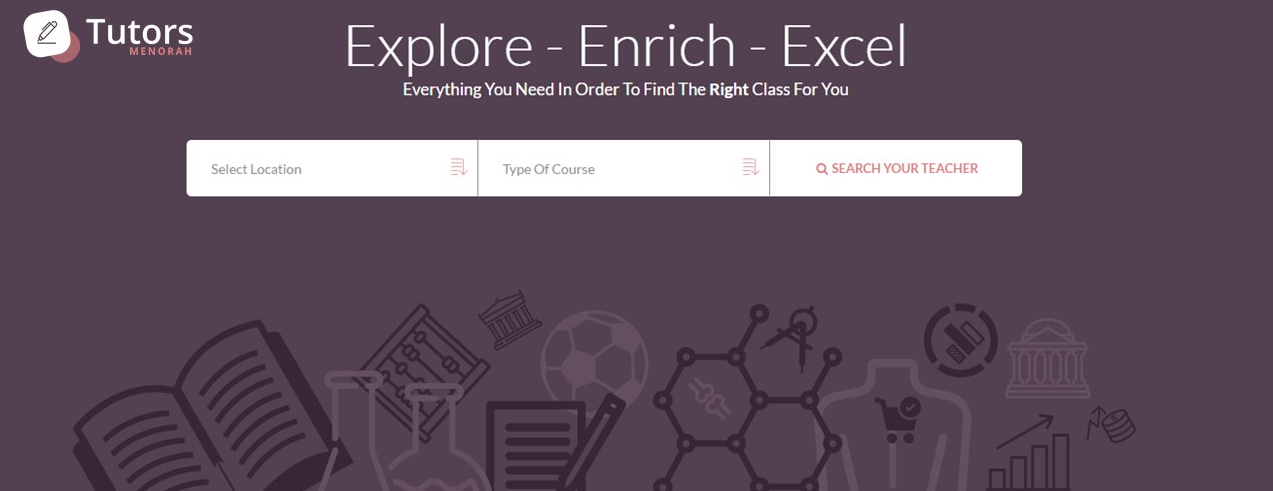 Tutors
MENORAH
Explore - Enrich - Excel
Everything You Need In Order To Find The Right Class For You
Select Location
Type Of Course
SEARCH YOUR TEACHER